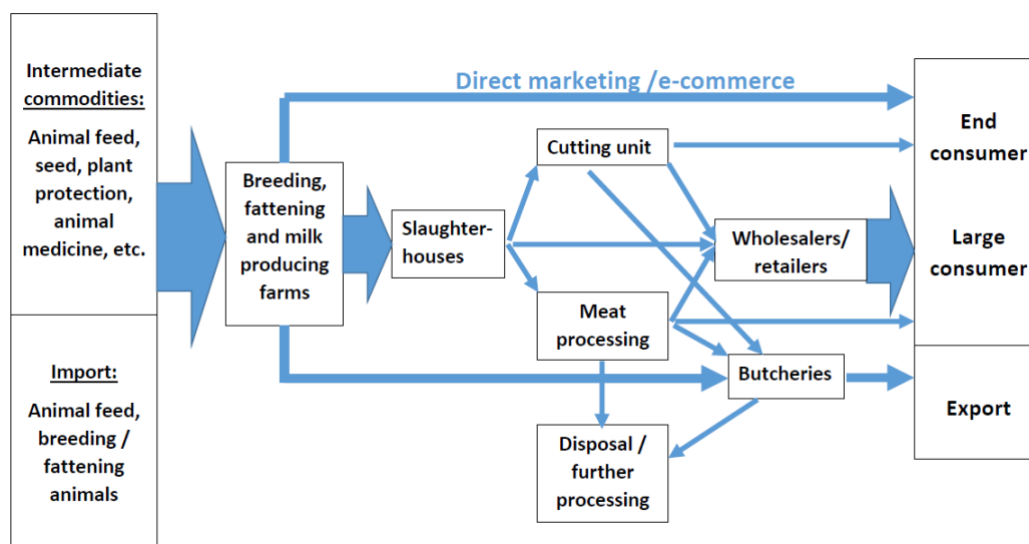 Intermediate
commodities:
Animal feed,
seed, plant
protection,
animal
medicine, etc.
Import:
Animal feed,
breeding /
fattening
animals
Breeding,
fattening
and milk
producing
farms
Direct marketing /e-commerce
Slaughter-
houses
Cutting unit
Meat
processing
Disposal /
further
processing
Wholesalers/
retailers
Butcheries
End
consumer
Large
consumer
Export